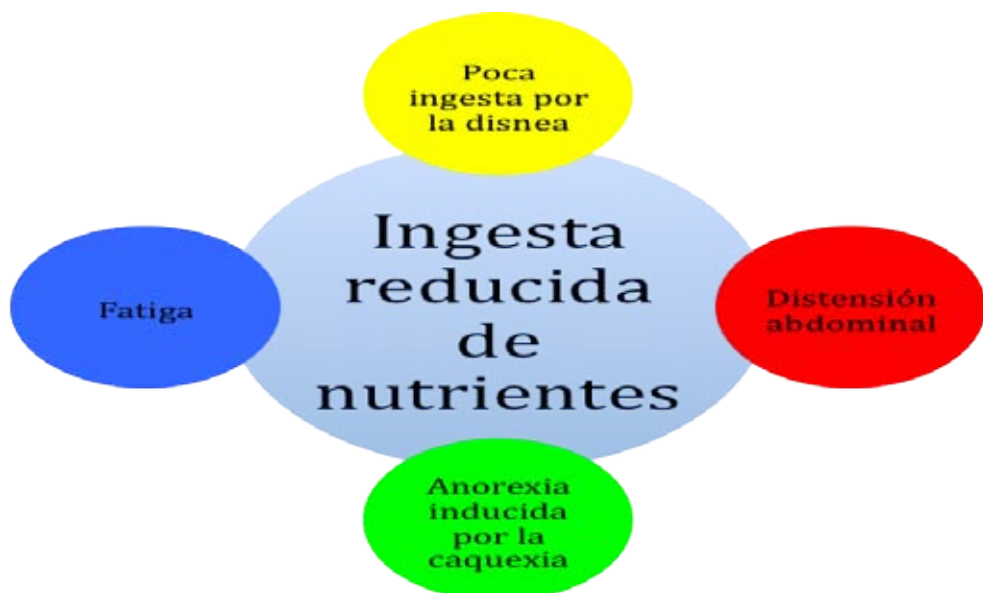 Poca
ingesta por
la disnea
Ingesta
reducida
de
nutrientes
Fatiga
Distensión
abdominal
Anorexia
inducida
por la
caquexia